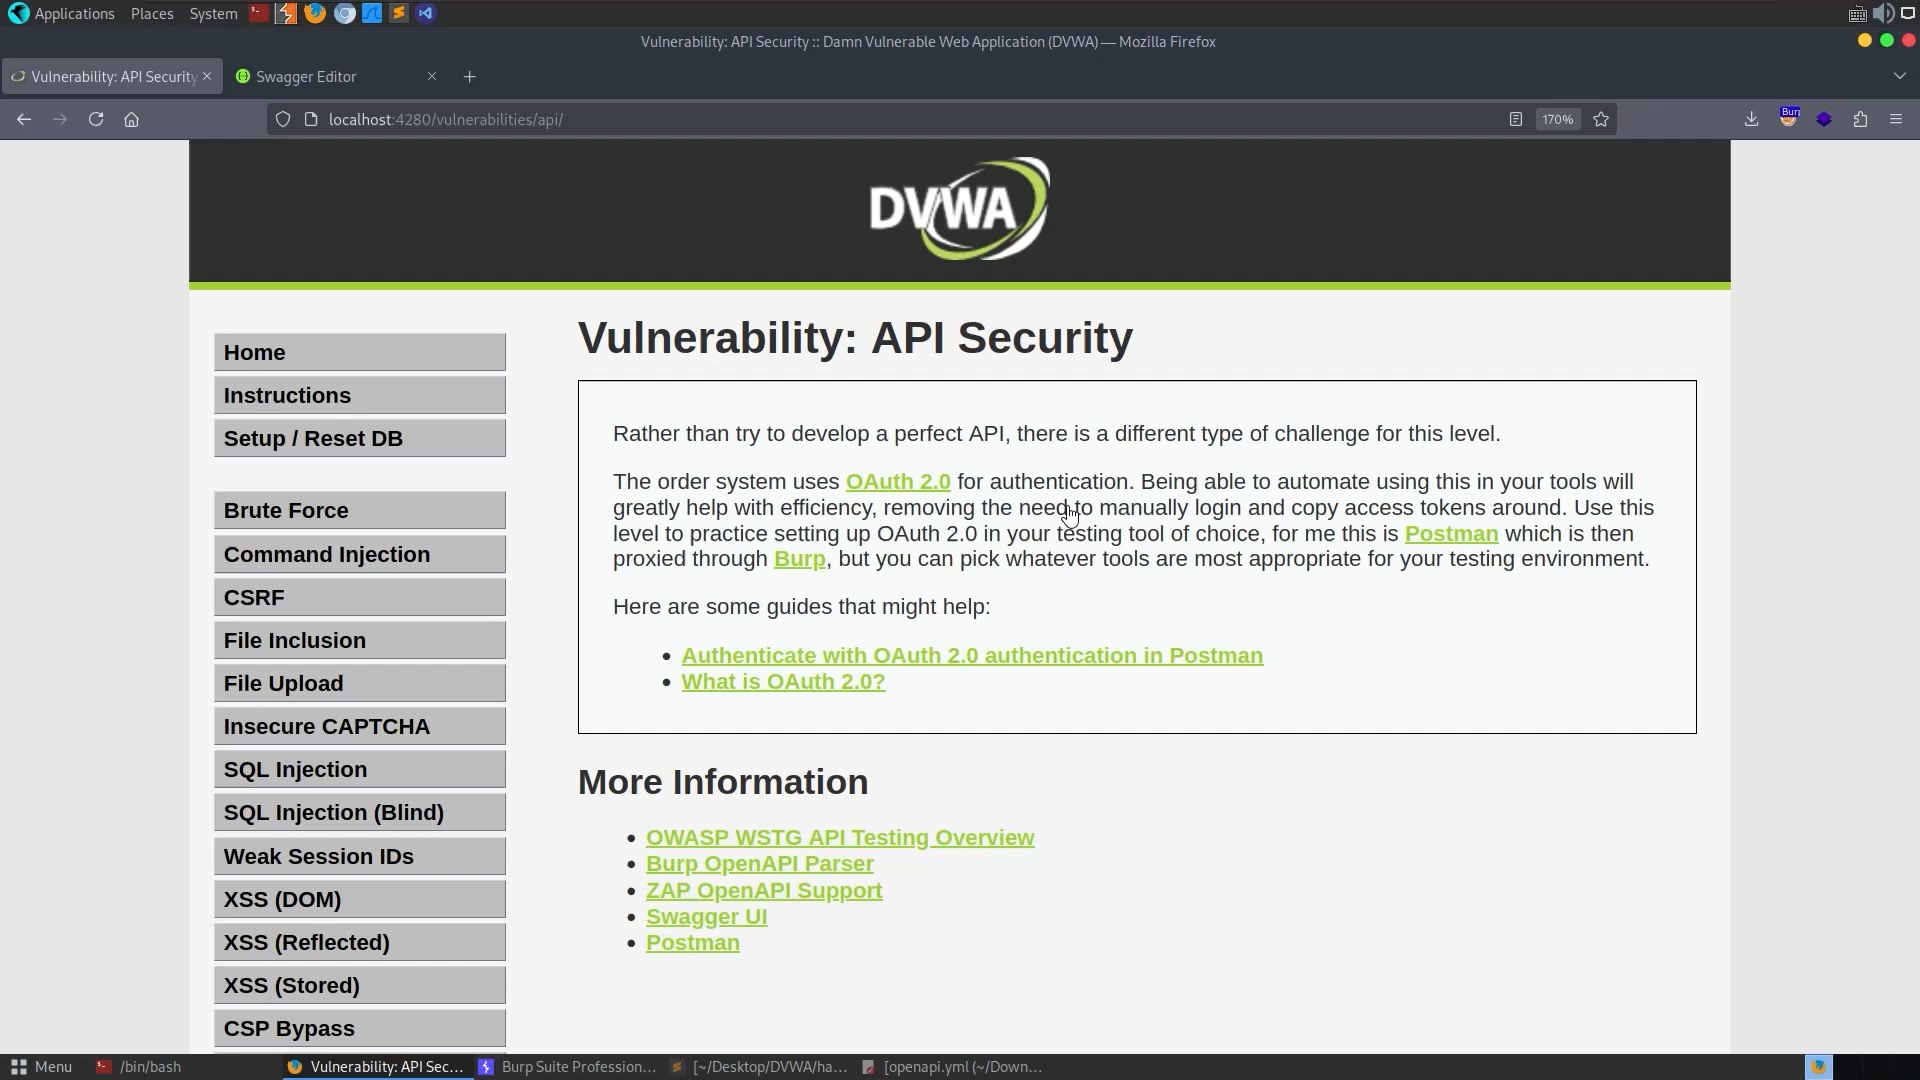 Applications Places System
Vulnerability: API Security :: Damn Vulnerable Web Application (DVWA) — Mozilla Firefox
Vulnerability: API Security
Swagger Editor
localhost:4280/vulnerabilities/api/
170%
Burp
DVWA
Home
Instructions
Setup / Reset DB
Brute Force
Command Injection
CSRF
File Inclusion
File Upload
Insecure CAPTCHA
SQL Injection
SQL Injection (Blind)
Weak Session IDs
XSS (DOM)
XSS (Reflected)
XSS (Stored)
CSP Bypass
Vulnerability: API Security
Rather than try to develop a perfect API, there is a different type of challenge for this level.
The order system uses OAuth 2.0 for authentication. Being able to automate using this in your tools will
greatly help with efficiency, removing the need to manually login and copy access tokens around. Use this
level to practice setting up OAuth 2.0 in your testing tool of choice, for me this is Postman which is then
proxied through Burp, but you can pick whatever tools are most appropriate for your testing environment.
Here are some guides that might help:
Authenticate with OAuth 2.0 authentication in Postman
What is OAuth 2.0?
More Information
OWASP WSTG API Testing Overview
Burp OpenAPI Parser
ZAP OpenAPI Support
Swagger UI
Postman
Menu
/bin/bash
Vulnerability: API Sec...
Burp Suite Profession...
[~/Desktop/DVWA/ha...
[openapi.yml (~/Down...